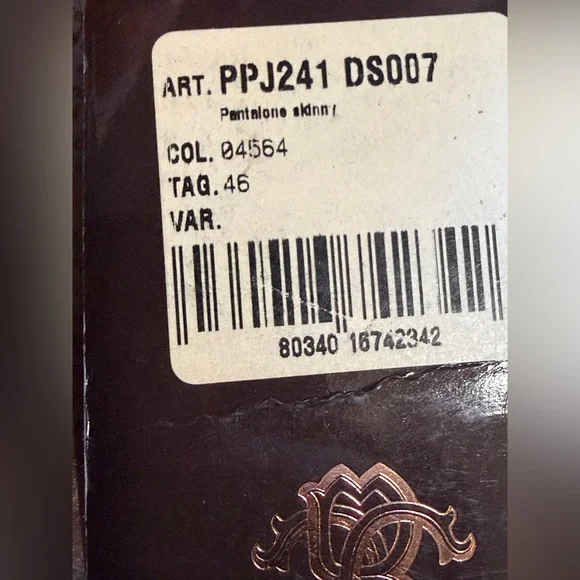 ART. PPJ241 DS007
Pantalone skinny
COL. 04564
TAG. 46
VAR.
80340 16742342